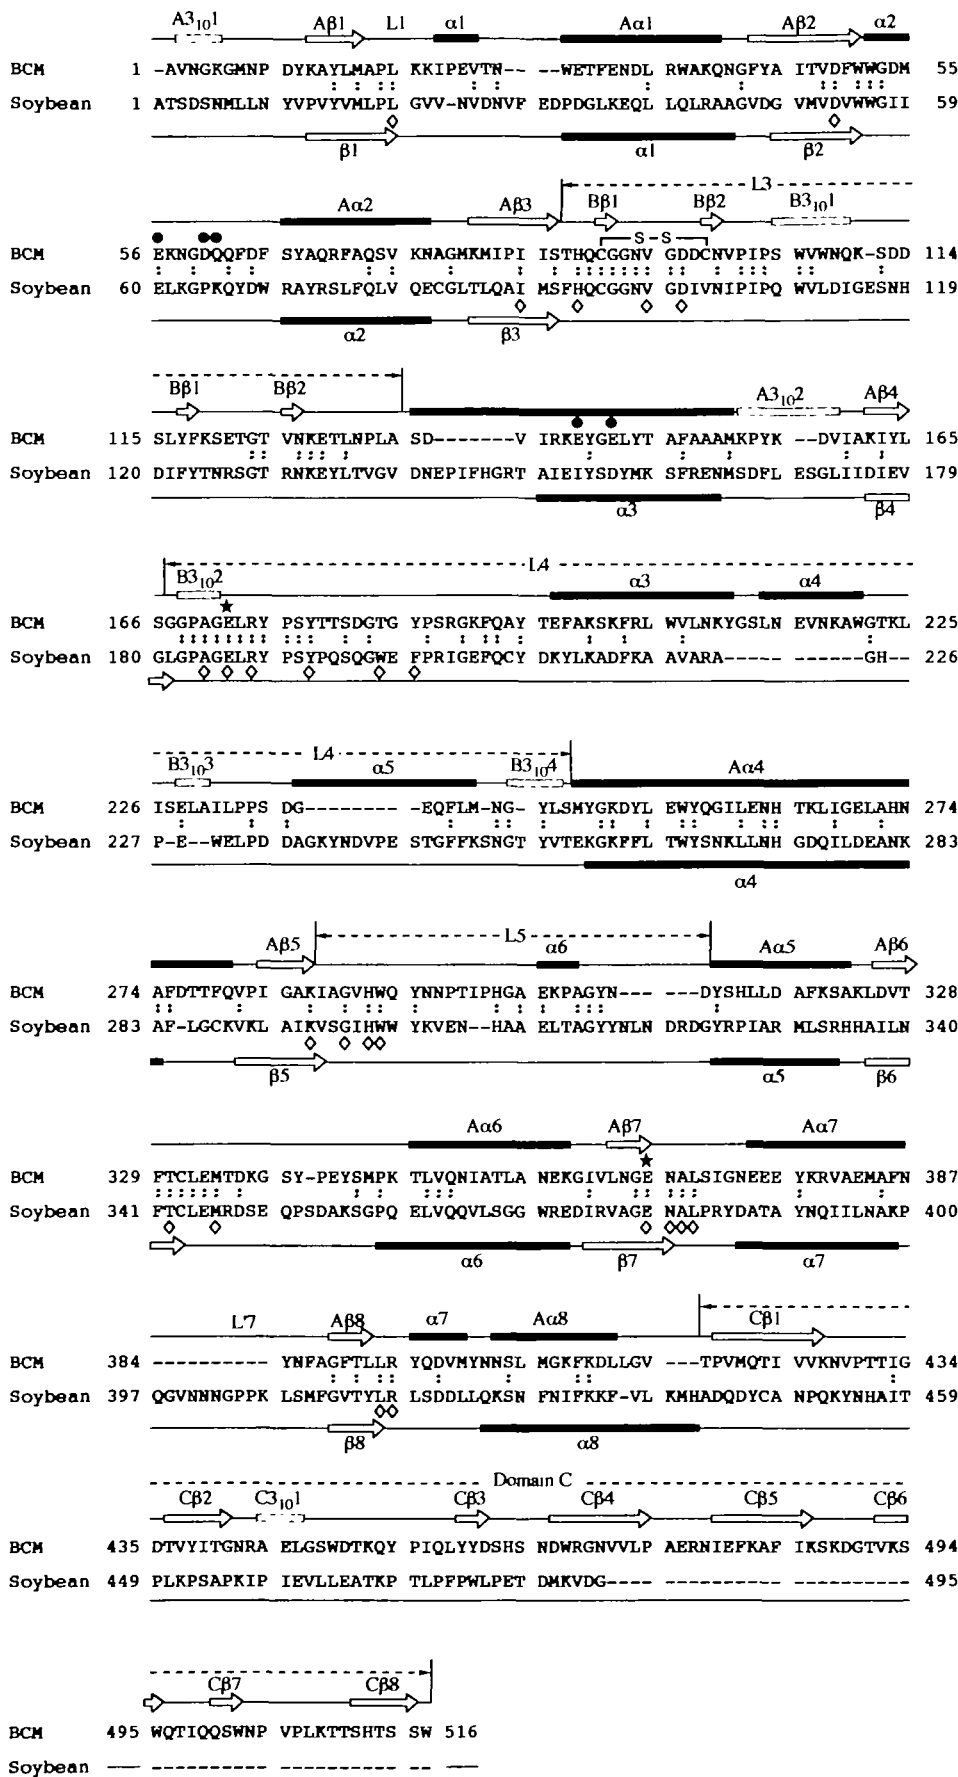 A3₁₀1 Aβ1 L1 α1 Aα1 Aβ2 α2
BCM 1 -AVNGKGMNP DYKAYLMAPL KKIPEVTN-- -WETFENDL RWAKQNGFYA ITVDFWWGDM 55
Soybean 1 ATSDSNMLLN YVPVYVMLPL GVV-NVDNVF EDPDGLKEQL LQLRAAGVDG VMVDVWWGII 59
β1 α1 β2
L3
Aα2 Aβ3 Bβ1 Bβ2 B3₁₀1
S-S
BCM 56 EKNGDQQFDF SYAQRFAQSV KNAGMKMIPI ISTHQCGGNV GDDCNVPIPS WVWNQK-SDD 114
Soybean 60 ELKGPKQYDW RAYRSLFQLV QECGLTLQAI MSFHQCGGNV GDIVNIPIPQ WVLDIGESNH 119
α2 β3
Bβ1 Bβ2 A3₁₀2 Aβ4
BCM 115 SLYFKSETGT VNKETLNPLA SD-------V IRKEYGELYT AFAAAMKPYK --DVIAKIYL 165
Soybean 120 DIFYTNRSGT RNKEYLTVGV DNEPIFHGRT AIEIYSDYMK SFRENMSDFL ESGLIIDIEV 179
α3 β4
L4
B3₁₀2 α3 α4
BCM 166 SGGPAGELRY PSYTTSDGTG YPSRGKFQAY TEFAKSKFRL WVLNKYGSLN EVNKAWGTKL 225
Soybean 180 GLGPAGELRY PSYPQSQGWE FPRIGEFQCY DKYLKADFKA AVARA----- ------GH-- 226
L4
B3₁₀3 α5 B3₁₀4 Aα4
BCM 226 ISELAILPPS DG-------- --EQFLM-NG- YLSMYGKDYL EWYQGILENH TKLIGELAHN 274
Soybean 227 P-E--WELPD DAGKYNDVPE STGFFKSNGT YVTEKGKFFL TWYSNKLLNH GDQILDEANK 283
α4
Aβ5 L5 α6 Aα5 Aβ6
BCM 274 AFDTTFQVPI GAKIAGVHWQ YNNPTIPHGA EKPAGYN--- ---DYSHLLD AFKSAKLDVT 328
Soybean 283 AF-LGCKVKL AIKVSGIHWW YKVEN--HAA ELTAGYYNLN DRDGYRPIAR MLSRHHAILN 340
β5 α5 β6
Aα6 Aβ7 Aα7
BCM 329 FTCLEMTDKG SY-PEYSMPK TLVQNIATLA NEKGIVLNGE NALSIGNEEE YKRVAEMAFN 387
Soybean 341 FTCLEMRDSE QPSDAKSGPQ ELVQQVLSGG WREDIRVAGE NALPRYDATA YNQIILNAKP 400
α6 β7 α7
L7 Aβ8 α7 Aα8 Cβ1
BCM 384 ---------- YNFAGFTLLR YQDVMYNNSL MGKFKDLLGV ---TPVMQTI VVKNVPTTIG 434
Soybean 397 QGVNNNGPPK LSMFGVTYLR LSDDLLQKSN FNIFKKF-VL KMHADQDYCA NPQKYNHAIT 459
β8 α8
Domain C
Cβ2 C3₁₀1 Cβ3 Cβ4 Cβ5 Cβ6
BCM 435 DTVYITGNRA ELGSWDTKQY PIQLYYDSHS NDWRGNVVLP AERNIEFKAF IKSKDGTVKS 494
Soybean 449 PLKPSAPKIP IEVLLEATKP TLPFPWLPET DMKVDG---- ---------- ---------- 495
Cβ7 Cβ8
BCM 495 WQTIQQSWNP VPLKTTSHTS SW 516
Soybean — ---------- ---------- -- —